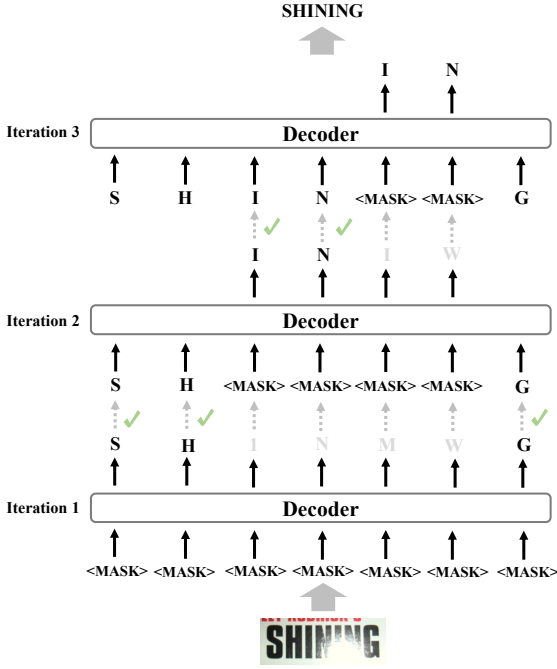 SHINING
I N
Iteration 3 Decoder
S H I N <MASK> <MASK> G
I N I W
Iteration 2 Decoder
S H <MASK> <MASK> <MASK> <MASK> G
S H I N M W G
Iteration 1 Decoder
<MASK> <MASK> <MASK> <MASK> <MASK> <MASK> <MASK>
SHINING